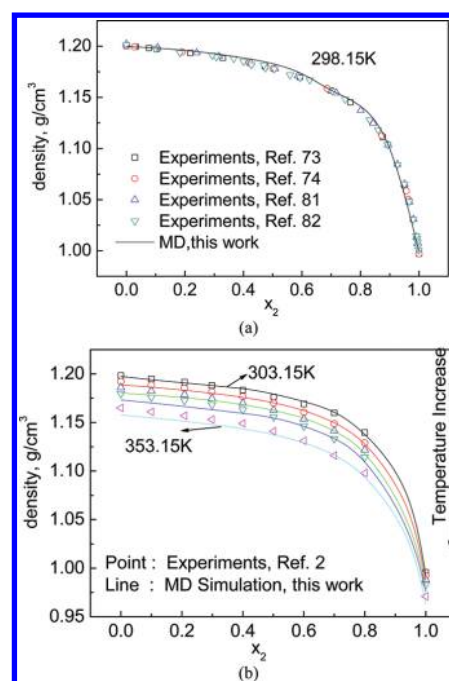 (a)
1.20
1.15
1.10
1.05
1.00
density, g/cm³
298.15K
Experiments, Ref. 73
Experiments, Ref. 74
Experiments, Ref. 81
Experiments, Ref. 82
MD,this work
0.0 0.2 0.4 0.6 0.8 1.0
x₂
(a)
1.20
1.15
1.10
1.05
1.00
0.95
density, g/cm³
303.15K
353.15K
Point : Experiments, Ref. 2
Line : MD Simulation, this work
Temperature Increase
0.0 0.2 0.4 0.6 0.8 1.0
x₂
(b)